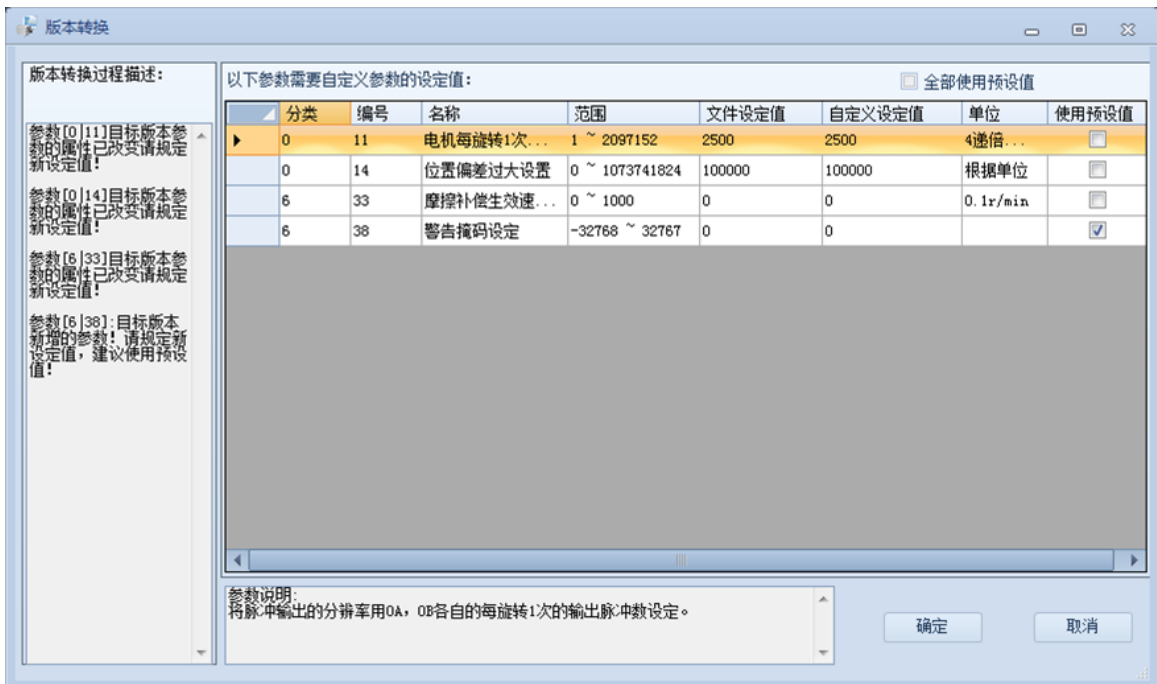 版本转换
版本转换过程描述：
参数[0|11]目标版本参
数的属性已改变请规定
新设定值！
参数[0|14]目标版本参
数的属性已改变请规定
新设定值！
参数[6|33]目标版本参
数的属性已改变请规定
新设定值！
参数[6|38]:目标版本
新增的参数！请规定新
设定值，建议使用预设
值！
以下参数需要自定义参数的设定值： 全部使用预设值
分类 编号 名称 范围 文件设定值 自定义设定值 单位 使用预设值
0 11 电机每旋转1次... 1 ~ 2097152 2500 2500 4递倍...
0 14 位置偏差过大设置 0 ~ 1073741824 100000 100000 根据单位
6 33 摩擦补偿生效速... 0 ~ 1000 0 0 0.1r/min
6 38 警告掩码设定 -32768 ~ 32767 0 0
参数说明:
将脉冲输出的分辨率用OA，OB各自的每旋转1次的输出脉冲数设定。
确定 取消